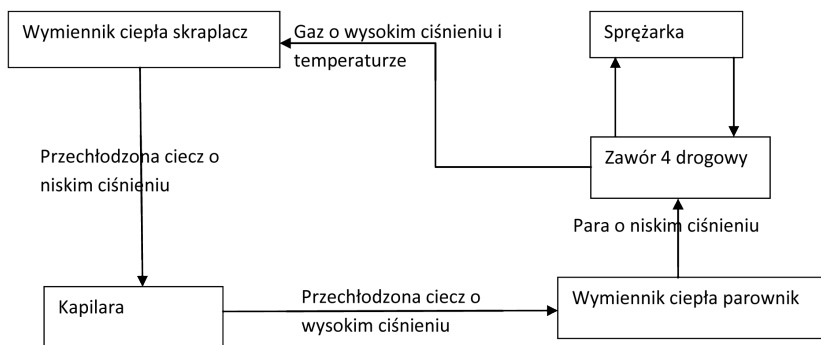 Wymiennik ciepła skraplacz
Gaz o wysokim ciśnieniu i
temperaturze
Sprężarka
Przechłodzona ciecz o
niskim ciśnieniu
Zawór 4 drogowy
Para o niskim ciśnieniu
Kapilara
Przechłodzona ciecz o
wysokim ciśnieniu
Wymiennik ciepła parownik